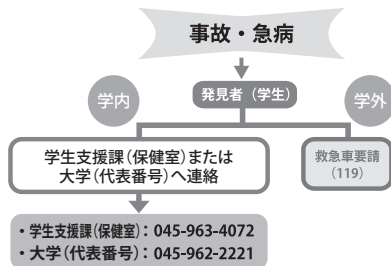 事故・急病
学内
発見者（学生）
学外
学生支援課（保健室）または
大学（代表番号）へ連絡
救急車要請
（119）
・学生支援課（保健室）：045-963-4072
・大学（代表番号）：045-962-2221